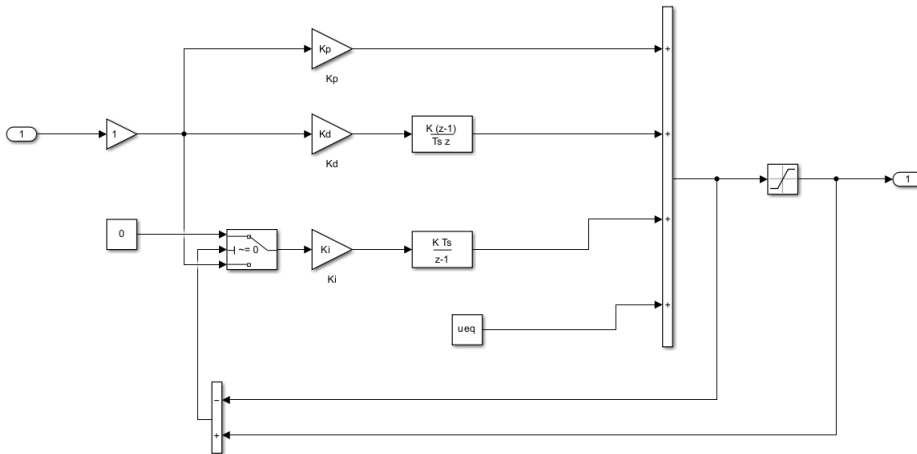 Kp
+
Kp
1
1
Kd
K (z-1)
Ts z
+
Kd
1
0
~= 0
Ki
K Ts
z-1
+
Ki
ueq
+
−
+